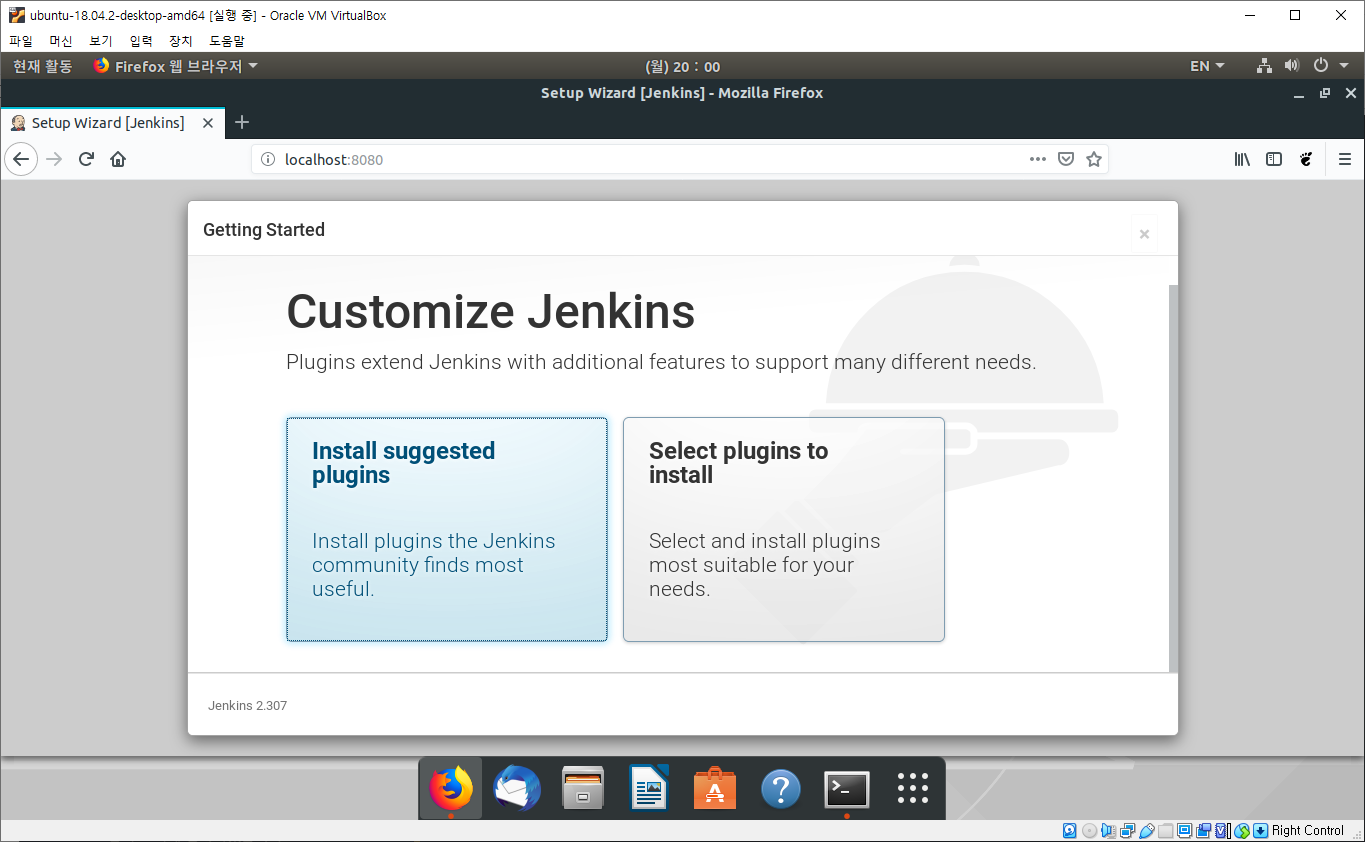 ubuntu-18.04.2-desktop-amd64 [실행 중] - Oracle VM VirtualBox
파일 머신 보기 입력 장치 도움말
현재 활동 Firefox 웹 브라우저 (월) 20 : 00 EN
Setup Wizard [Jenkins] - Mozilla Firefox
Setup Wizard [Jenkins]
localhost:8080
Getting Started
Customize Jenkins
Plugins extend Jenkins with additional features to support many different needs.
Install suggested
plugins
Install plugins the Jenkins
community finds most
useful.
Select plugins to
install
Select and install plugins
most suitable for your
needs.
Jenkins 2.307
Right Control